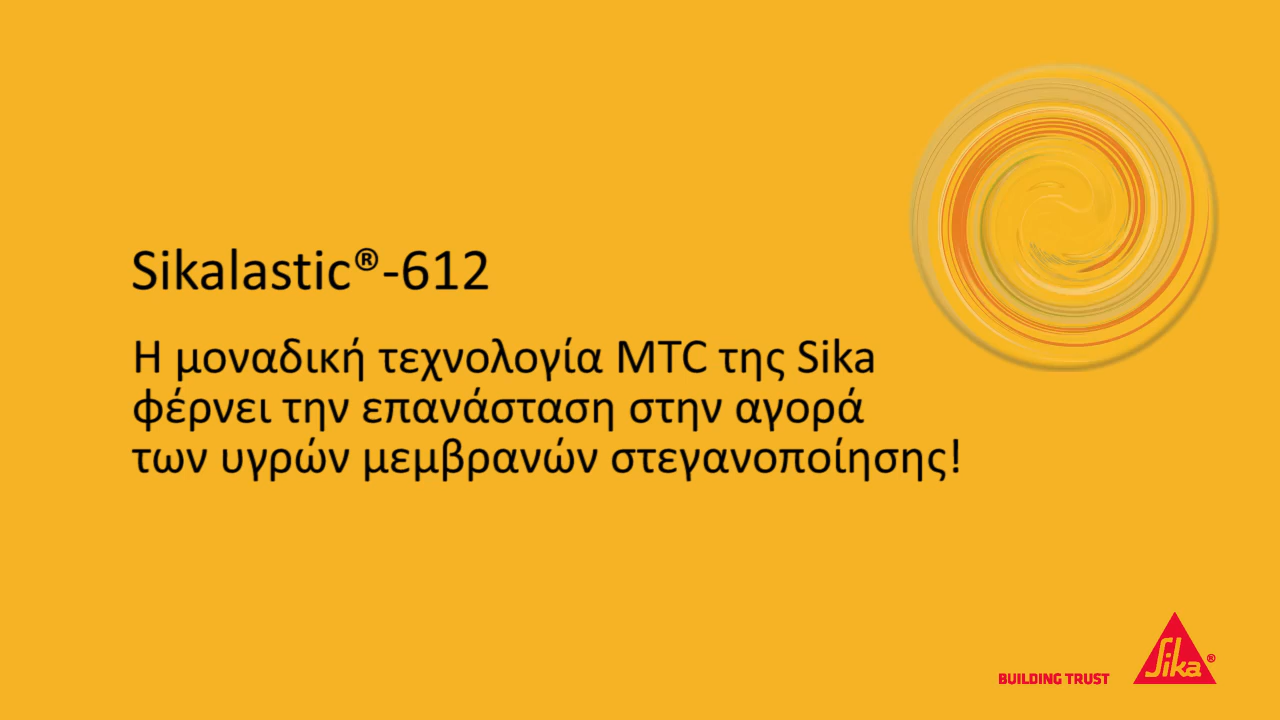 Sikalastic®-612
Η μοναδική τεχνολογία MTC της Sika
φέρνει την επανάσταση στην αγορά
των υγρών μεμβρανών στεγανοποίησης!
BUILDING TRUST
Sika®